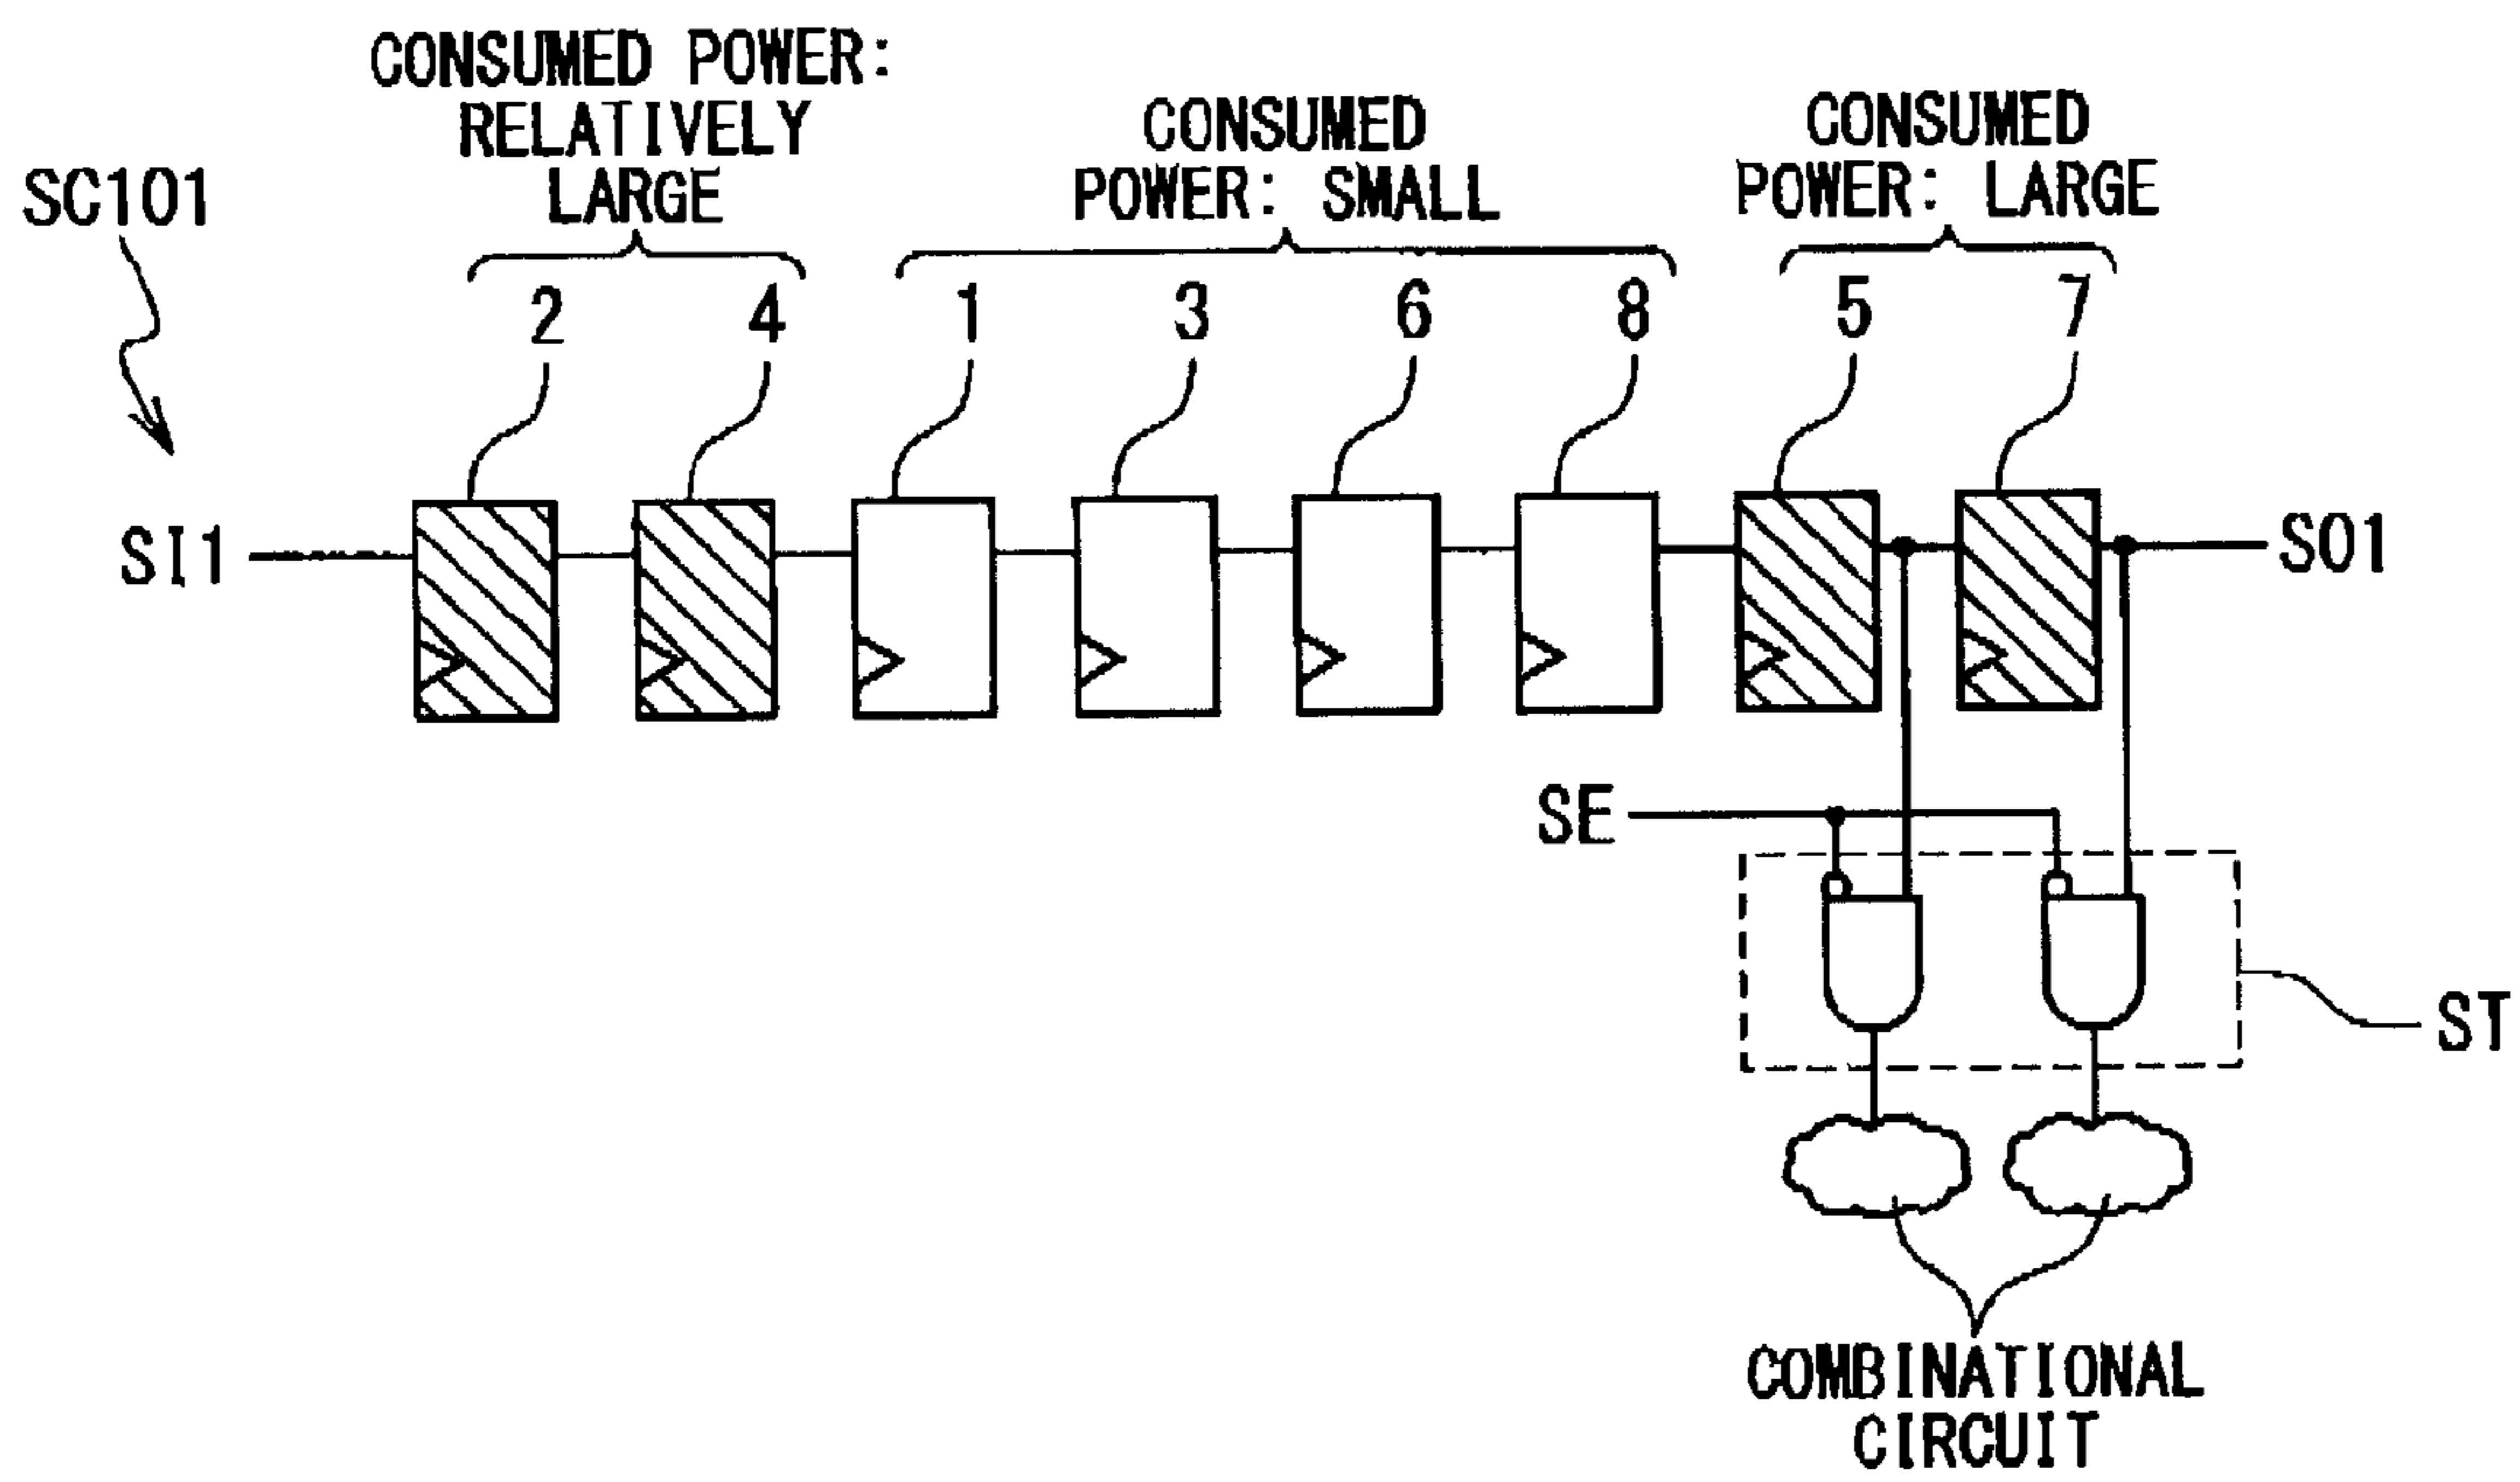 CONSUMED POWER:
RELATIVELY
LARGE
CONSUMED
POWER: SMALL
CONSUMED
POWER: LARGE
SC101
2 4 1 3 6 8 5 7
SI1
SO1
SE
ST
COMBINATIONAL
CIRCUIT